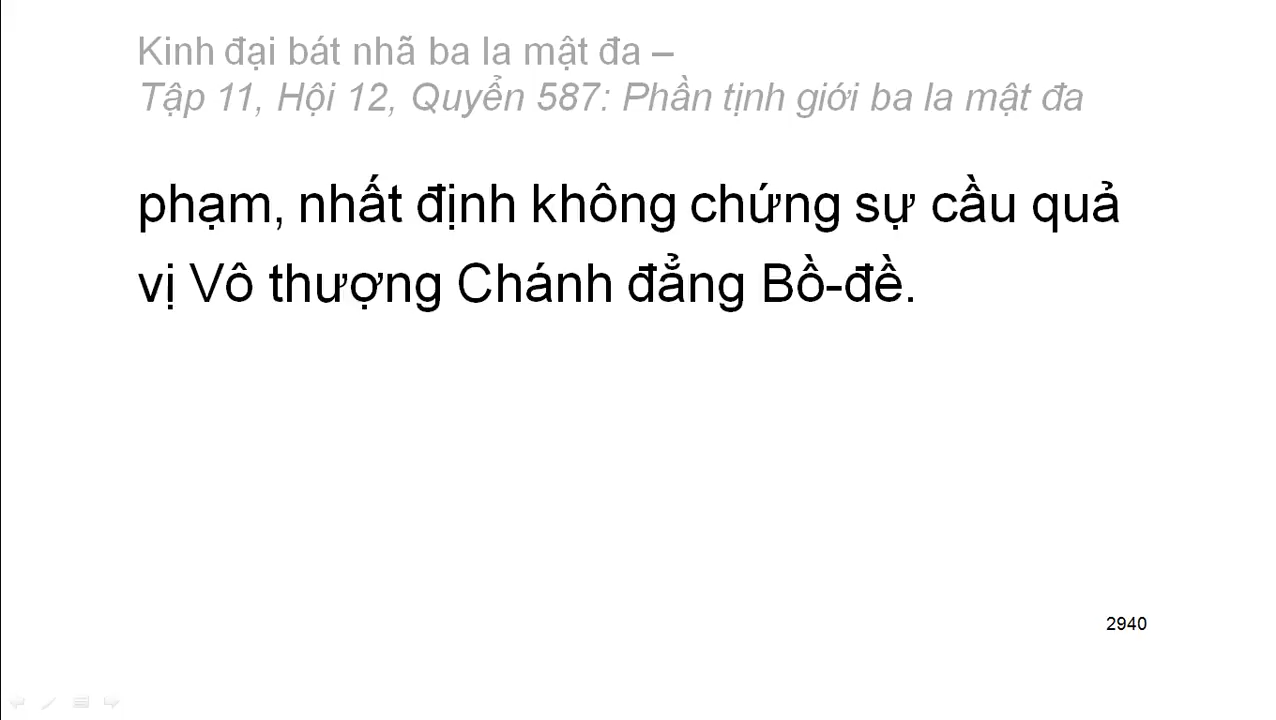 Kinh đại bát nhã ba la mật đa –
Tập 11, Hội 12, Quyển 587: Phần tịnh giới ba la mật đa
phạm, nhất định không chứng sự cầu quả
vị Vô thượng Chánh đẳng Bồ-đề.
2940